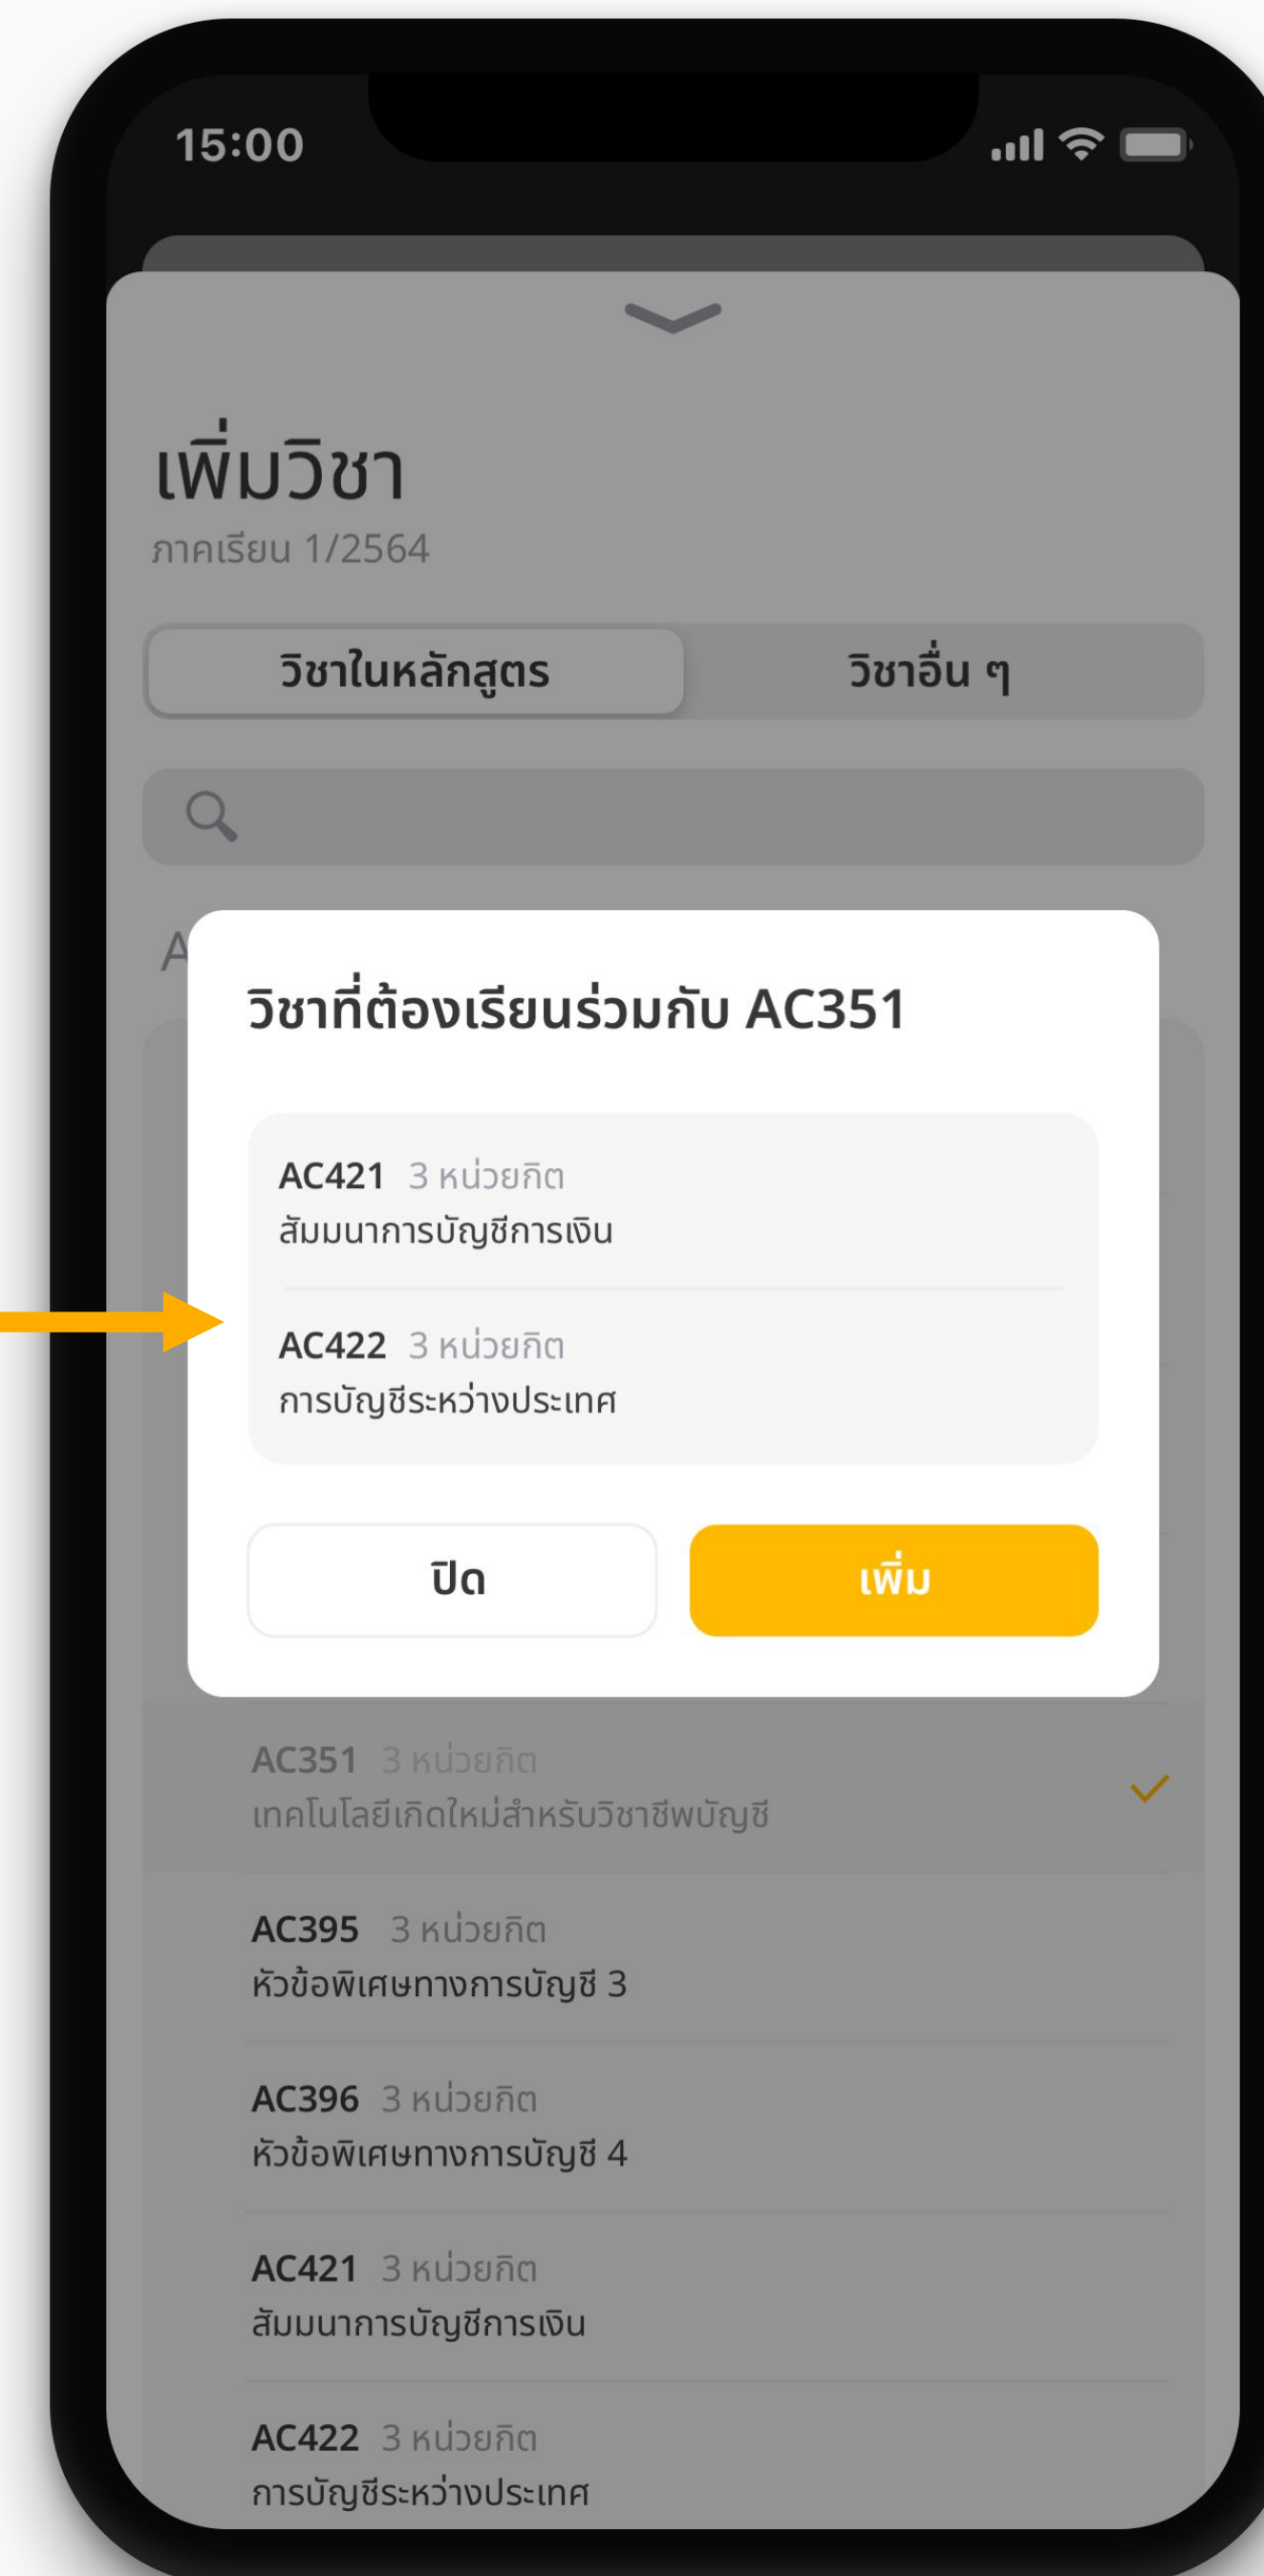 15:00
เพิ่มวิชา
ภาคเรียน 1/2564
วิชาในหลักสูตร
วิชาอื่น ๆ
A
วิชาที่ต้องเรียนร่วมกับ AC351
AC421 3 หน่วยกิต
สัมมนาการบัญชีการเงิน
AC422 3 หน่วยกิต
การบัญชีระหว่างประเทศ
ปิด
เพิ่ม
AC351 3 หน่วยกิต
เทคโนโลยีเกิดใหม่สำหรับวิชาชีพบัญชี
AC395 3 หน่วยกิต
หัวข้อพิเศษทางการบัญชี 3
AC396 3 หน่วยกิต
หัวข้อพิเศษทางการบัญชี 4
AC421 3 หน่วยกิต
สัมมนาการบัญชีการเงิน
AC422 3 หน่วยกิต
การบัญชีระหว่างประเทศ